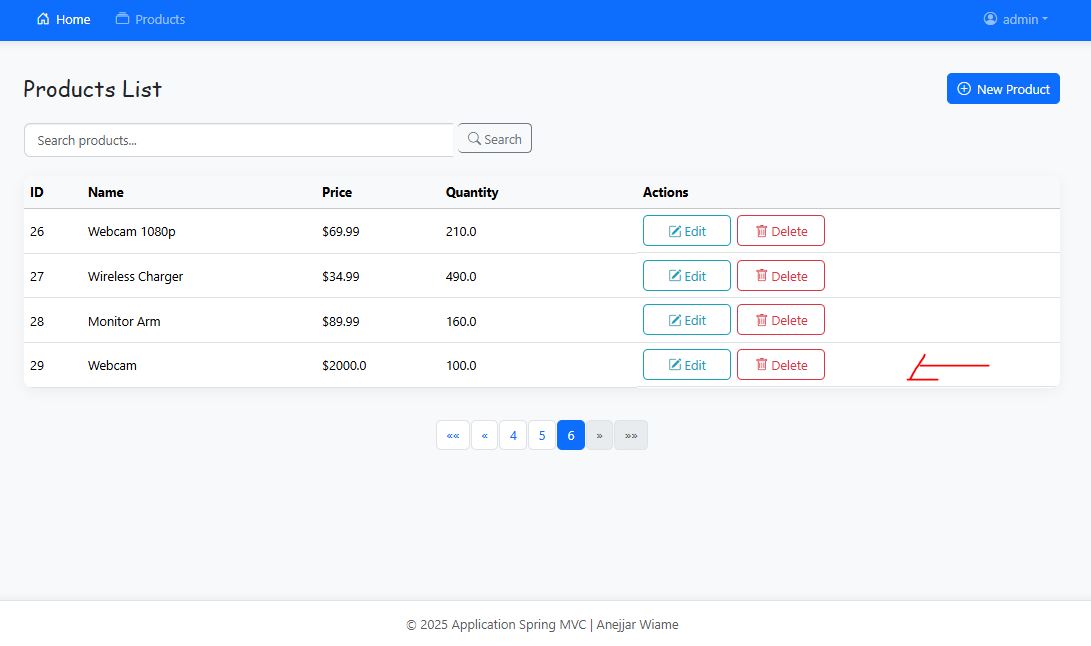 Home Products admin
Products List
New Product
Search products...
Search
ID Name Price Quantity Actions
26 Webcam 1080p $69.99 210.0 Edit Delete
27 Wireless Charger $34.99 490.0 Edit Delete
28 Monitor Arm $89.99 160.0 Edit Delete
29 Webcam $2000.0 100.0 Edit Delete
«« « 4 5 6 » »»
© 2025 Application Spring MVC | Anejjar Wiame